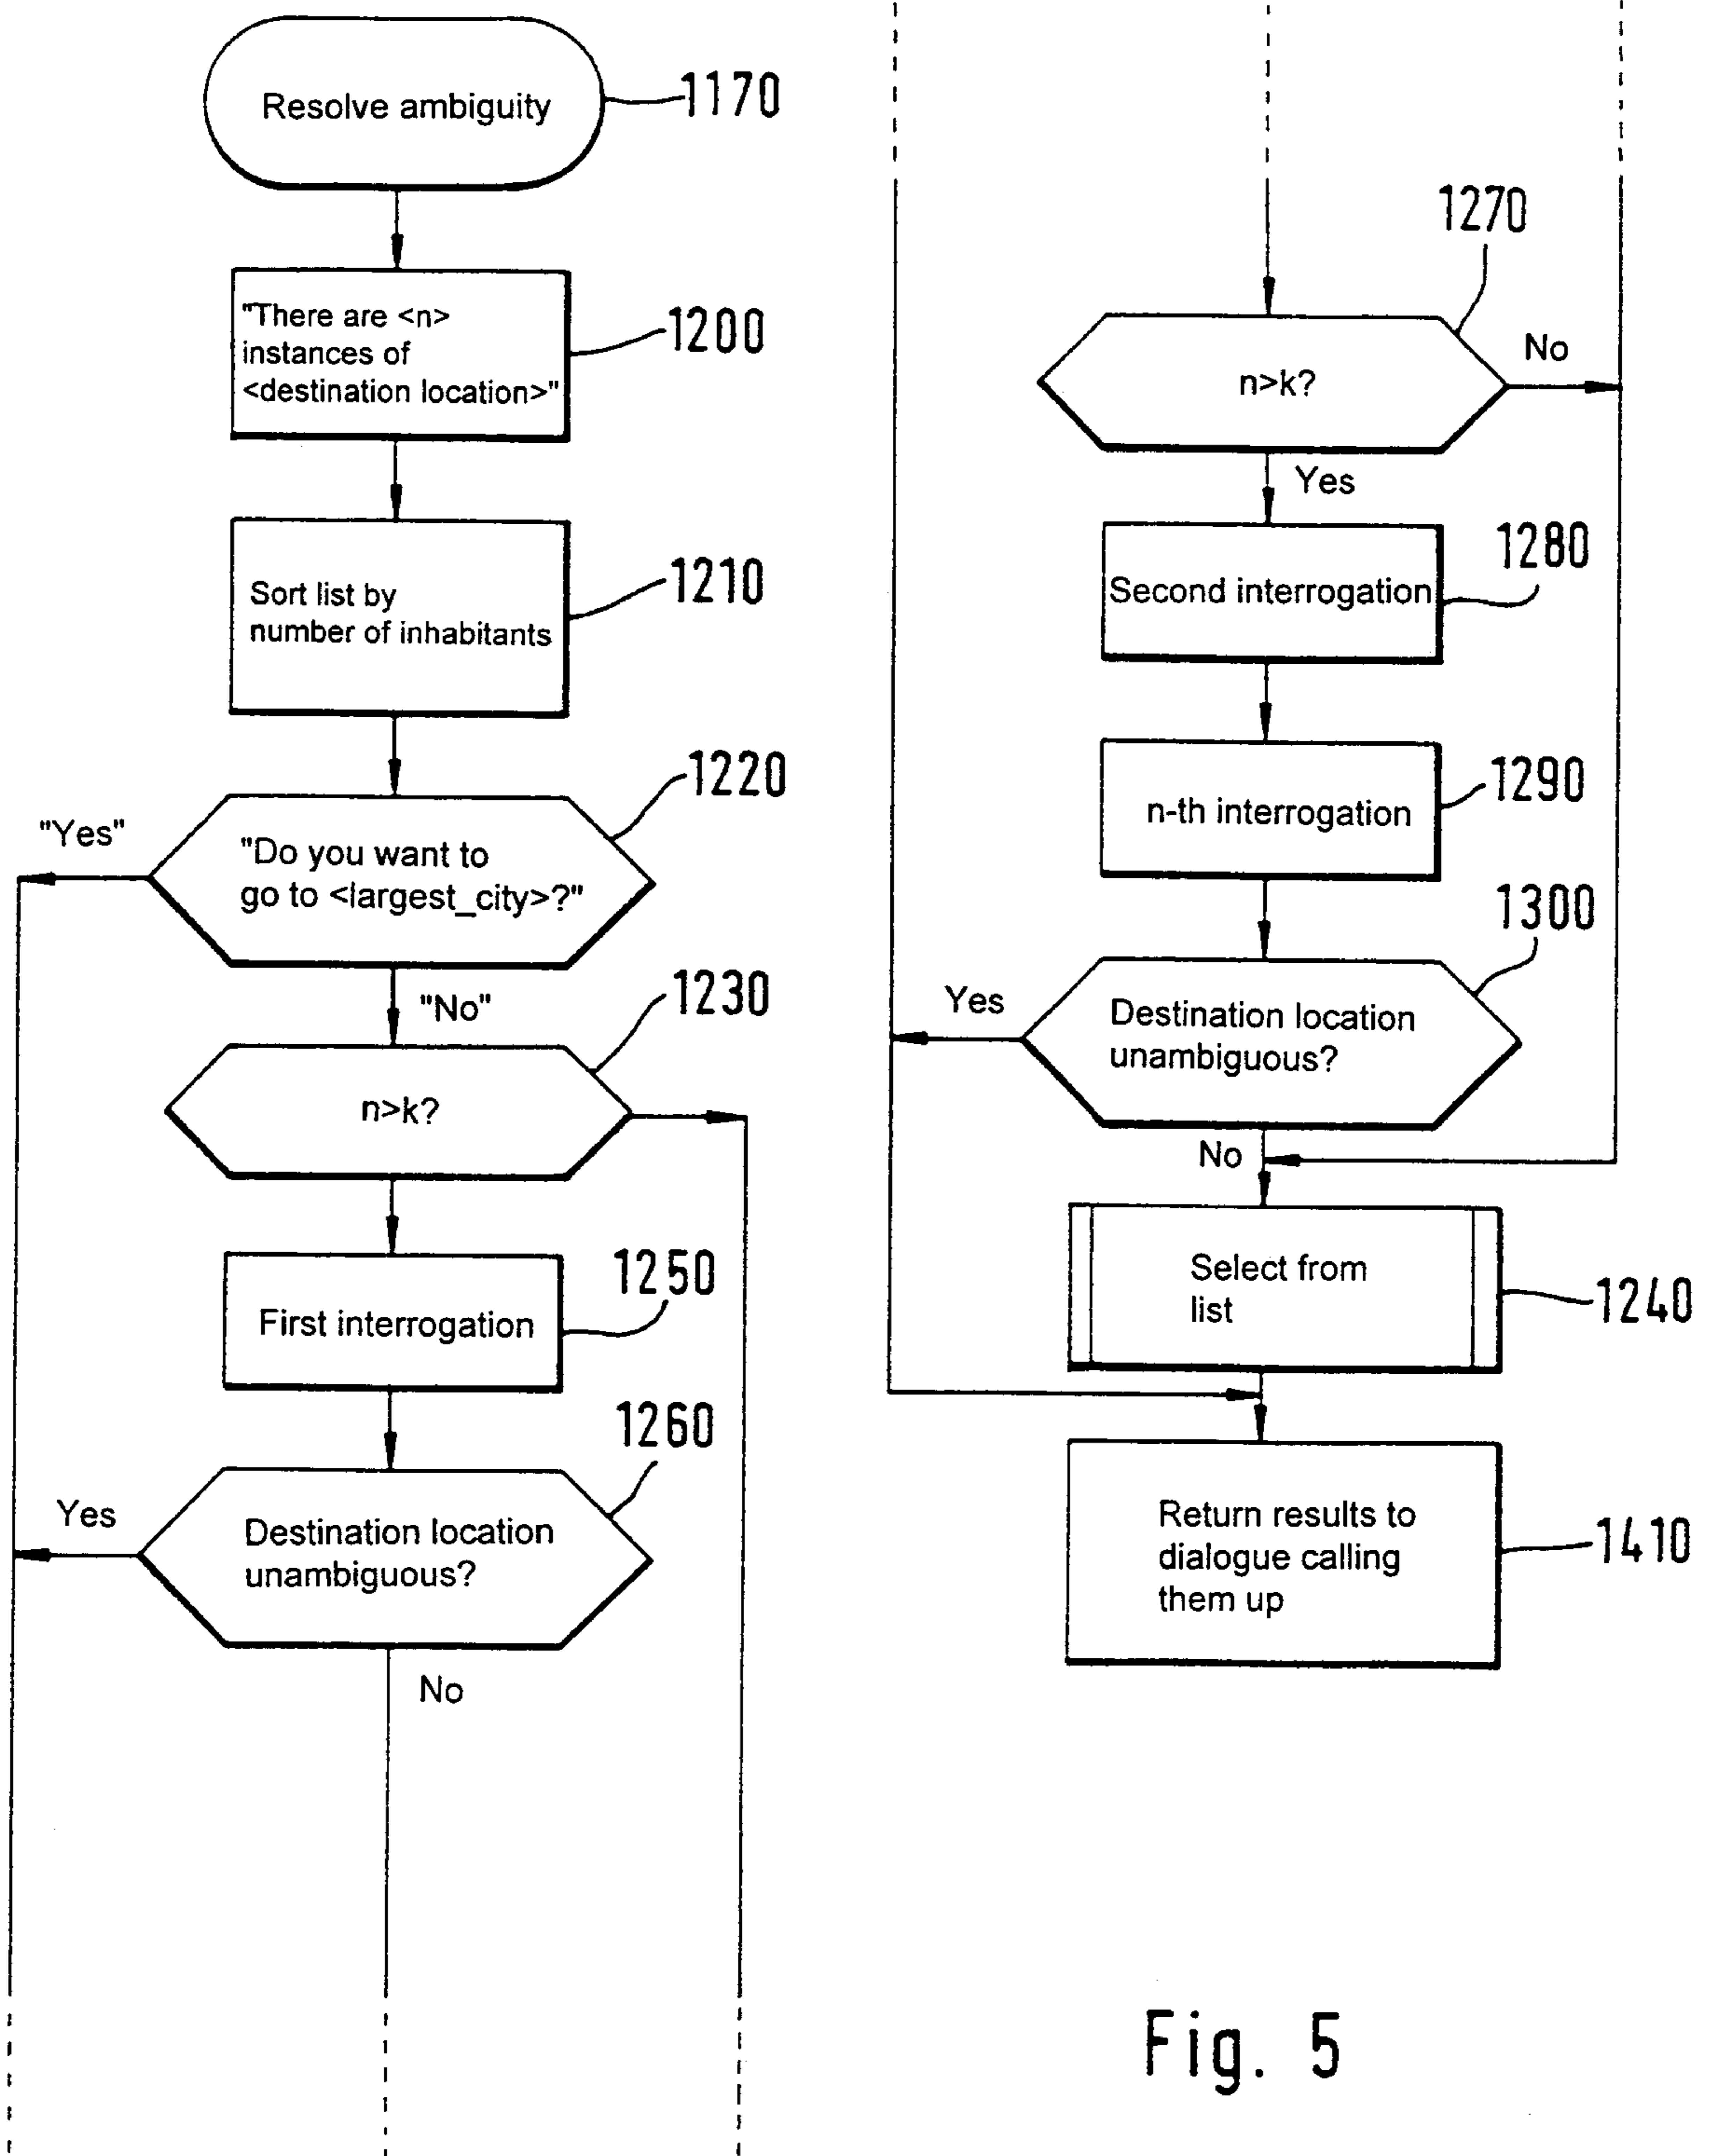 Resolve ambiguity
1170
"There are <n>
instances of
<destination location>"
1200
Sort list by
number of inhabitants
1210
1220
"Yes"
"Do you want to
go to <largest_city>?"
"No"
1230
n>k?
1250
First interrogation
1260
Yes
Destination location
unambiguous?
No
1270
No
n>k?
Yes
1280
Second interrogation
1290
n-th interrogation
1300
Yes
Destination location
unambiguous?
No
Select from
list
1240
Return results to
dialogue calling
them up
1410
Fig. 5